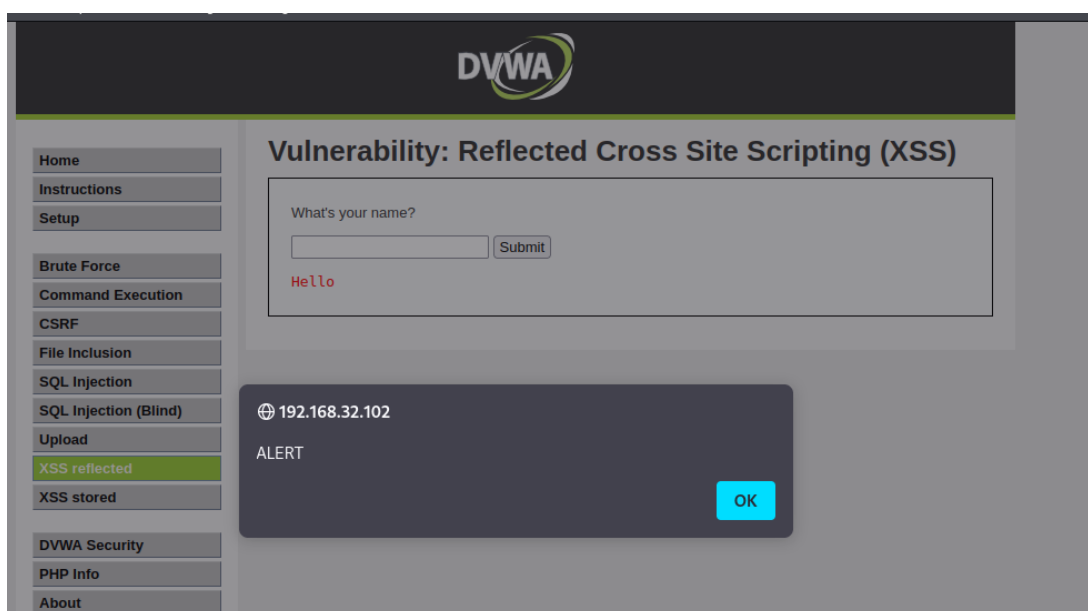 DVWA
Home
Instructions
Setup
Brute Force
Command Execution
CSRF
File Inclusion
SQL Injection
SQL Injection (Blind)
Upload
XSS reflected
XSS stored
DVWA Security
PHP Info
About
Vulnerability: Reflected Cross Site Scripting (XSS)
What's your name?
Submit
Hello
192.168.32.102
ALERT
OK